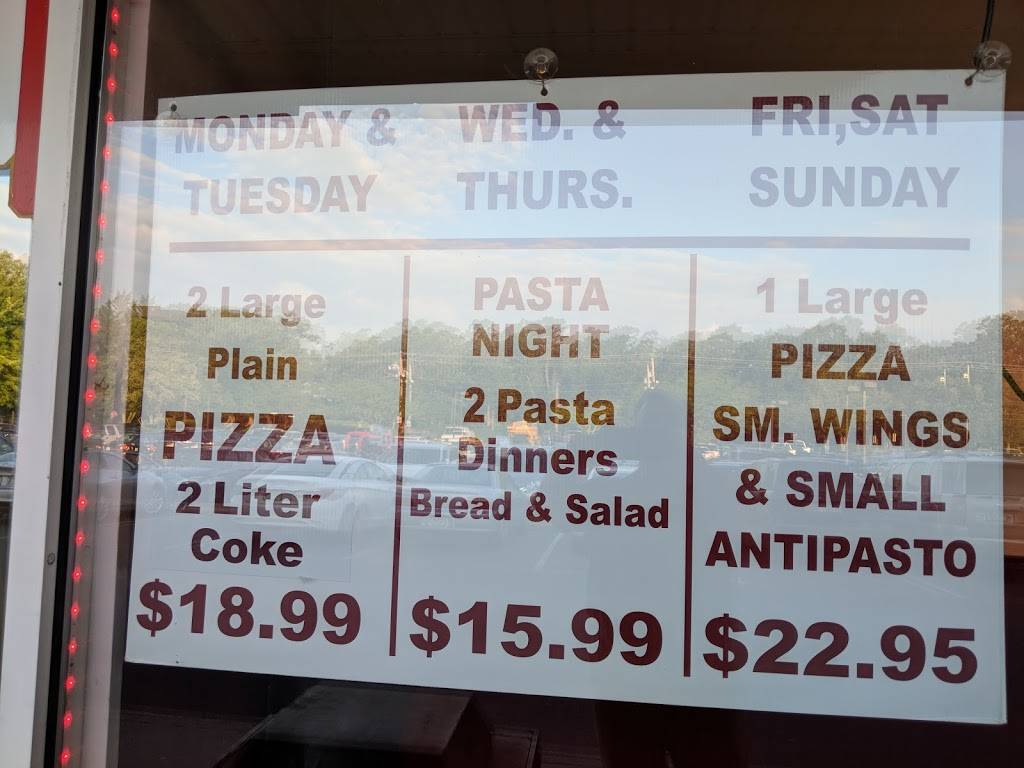 MONDAY &
TUESDAY
2 Large
Plain
PIZZA
2 Liter
Coke
$18.99
WED. &
THURS.
PASTA
NIGHT
2 Pasta
Dinners
Bread & Salad
$15.99
FRI,SAT
SUNDAY
1 Large
PIZZA
SM. WINGS
& SMALL
ANTIPASTO
$22.95